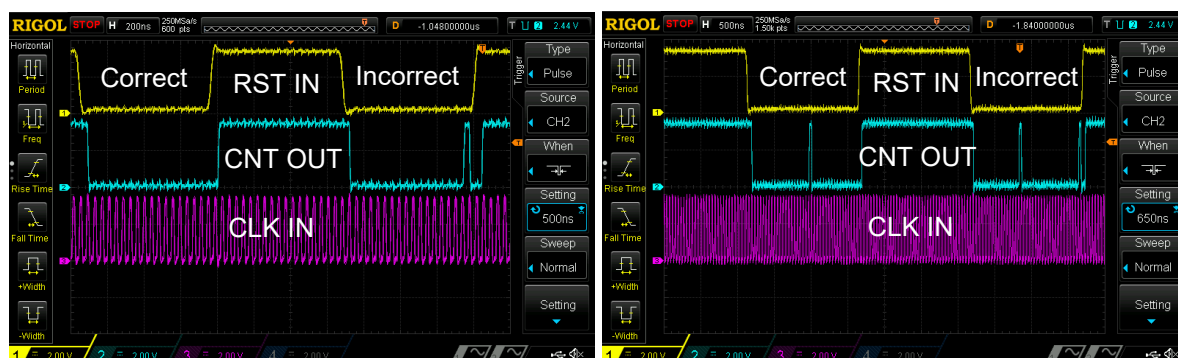 RIGOL STOP H 200ns 250MSa/s 600 pts D -1.04800000us T 2 2.44 V
Horizontal
Period
Freq
Rise Time
Fall Time
+Width
-Width
Correct RST IN Incorrect
CNT OUT
CLK IN
Trigger
Type
Pulse
Source
CH2
When
Setting
500ns
Sweep
Normal
Setting
1 = 2.00 V 2 = 2.00 V 3 = 2.00 V 4 = 2.00 V
RIGOL STOP H 500ns 250MSa/s 1.50k pts D -1.84000000us T 2 2.44 V
Horizontal
Period
Freq
Rise Time
Fall Time
+Width
-Width
Correct RST IN Incorrect
CNT OUT
CLK IN
Trigger
Type
Pulse
Source
CH2
When
Setting
650ns
Sweep
Normal
Setting
1 = 2.00 V 2 = 2.00 V 3 = 2.00 V 4 = 2.00 V